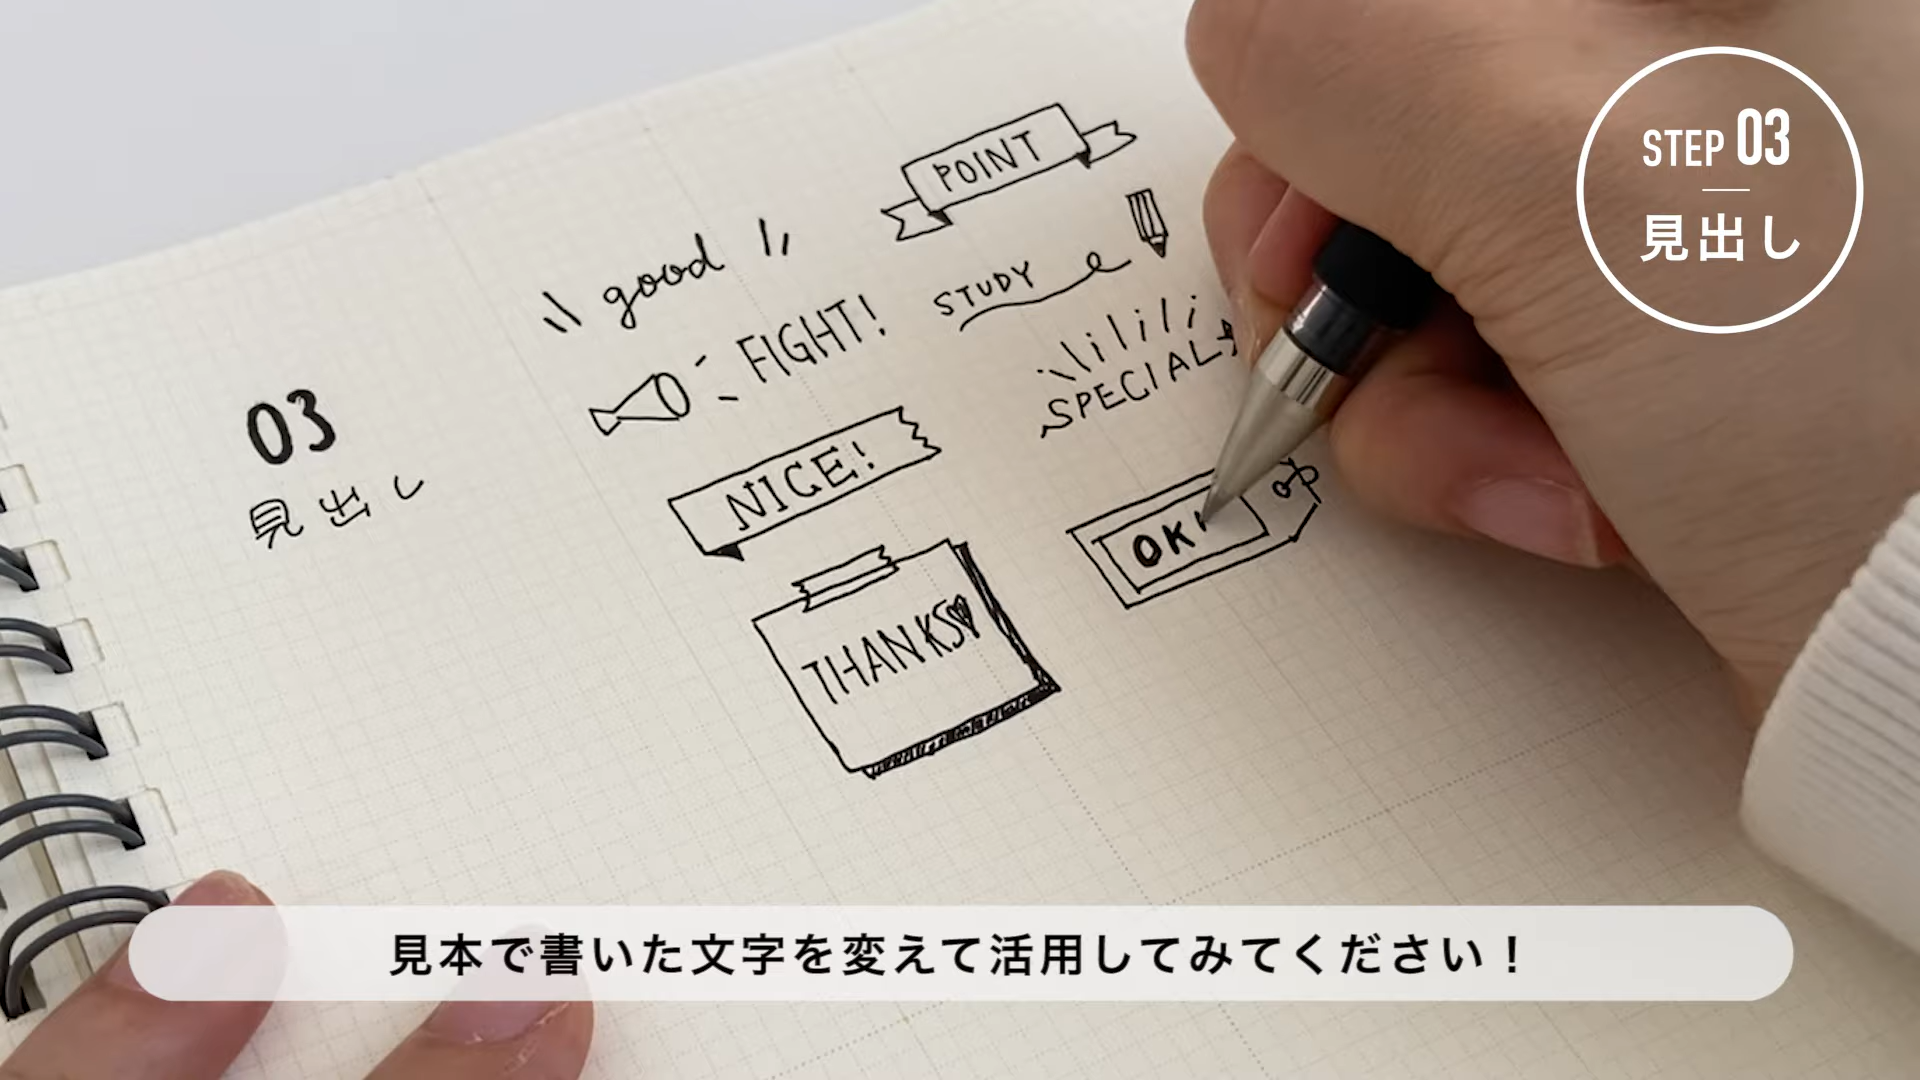 STEP 03
見出し
03
見出し
good
POINT
FIGHT!
STUDY
NICE!
SPECIAL
THANKS♡
OK
見本で書いた文字を変えて活用してみてください！